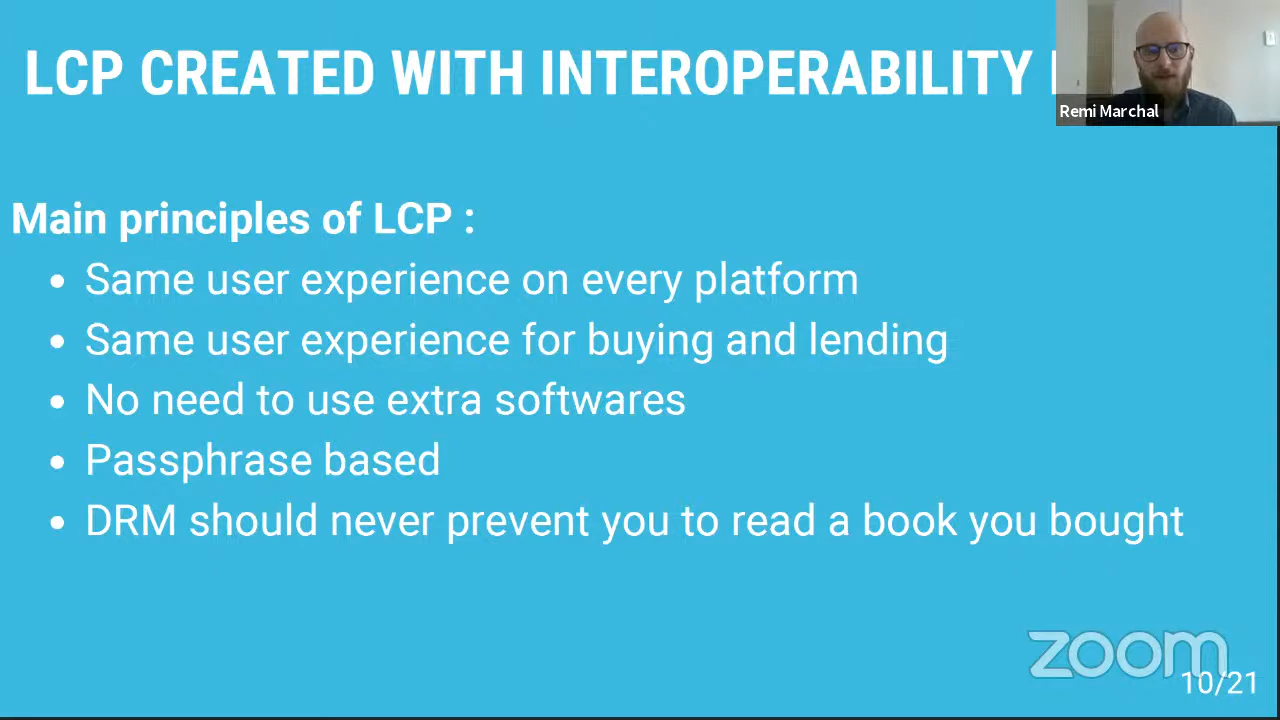 LCP CREATED WITH INTEROPERABILITY
Remi Marchal
Main principles of LCP :
• Same user experience on every platform
• Same user experience for buying and lending
• No need to use extra softwares
• Passphrase based
• DRM should never prevent you to read a book you bought
zoom
10/21